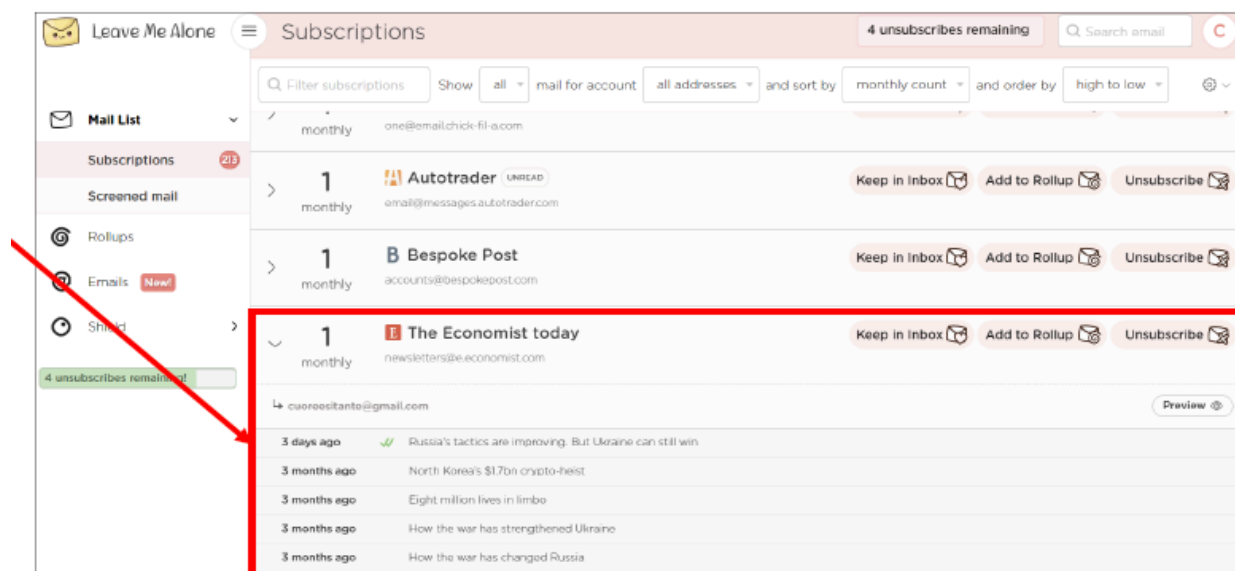 Leave Me Alone
Subscriptions
4 unsubscribes remaining
Search email
C
Filter subscriptions
Show
all
mail for account
all addresses
and sort by
monthly count
and order by
high to low
Mail List
Subscriptions
213
Screened mail
Rollups
Emails
New!
Shield
4 unsubscribes remaining!
monthly
one@email.chick-fil-a.com
1
monthly
Autotrader
UNREAD
email@messages.autotrader.com
Keep in Inbox
Add to Rollup
Unsubscribe
1
monthly
B Bespoke Post
accounts@bespokepost.com
Keep in Inbox
Add to Rollup
Unsubscribe
1
monthly
E The Economist today
newsletters@e.economist.com
Keep in Inbox
Add to Rollup
Unsubscribe
cuoroesitanto@gmail.com
Preview
3 days ago
Russia's tactics are improving. But Ukraine can still win
3 months ago
North Korea's $1.7bn crypto-heist
3 months ago
Eight million lives in limbo
3 months ago
How the war has strengthened Ukraine
3 months ago
How the war has changed Russia